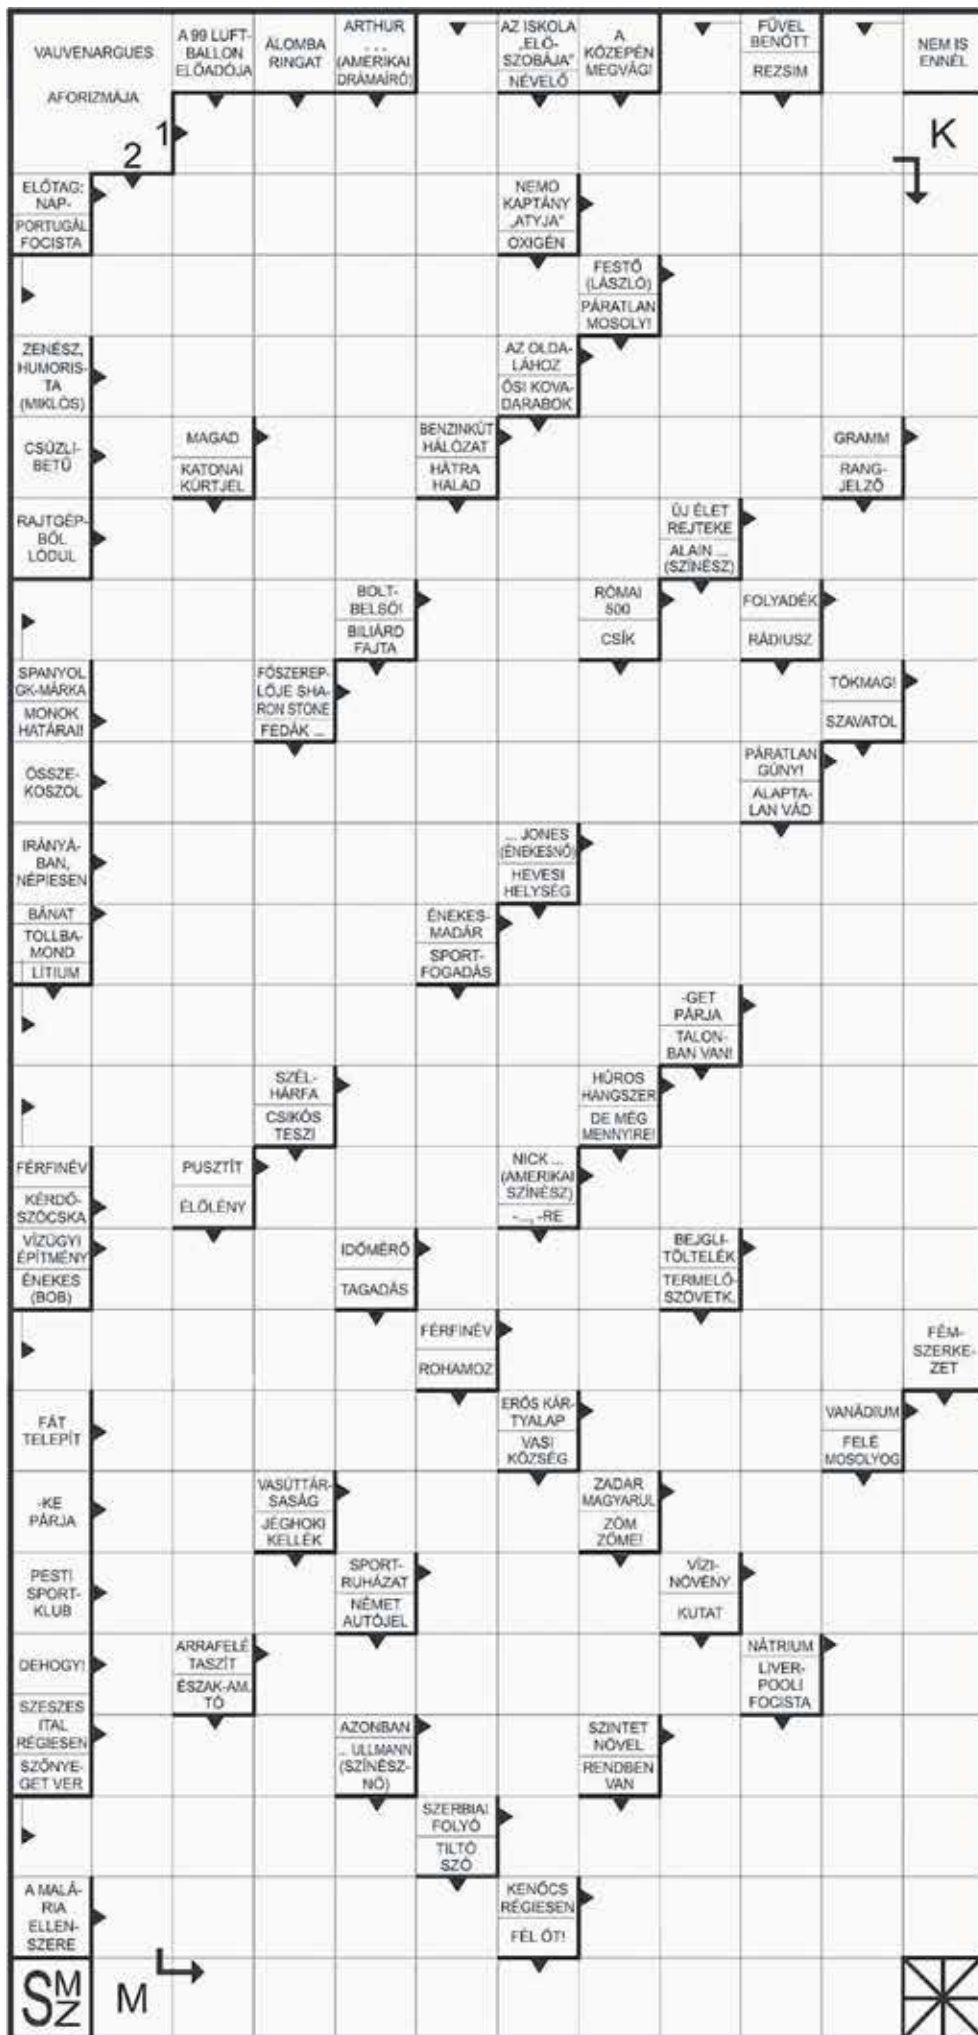 VAUVENARGUES
AFORIZMÁJA
1
2
A 99 LUFT-
BALLON
ELŐADÓJA
ÁLOMBA
RINGAT
ARTHUR
...
(AMERIKAI
DRÁMAÍRÓ)
AZ ISKOLA
„ELŐ-
SZOBÁJA"
NÉVELŐ
A
KÖZEPÉN
MEGVÁG!
FŰVEL
BENŐTT
REZSIM
NEM IS
ENNÉL
K
ELŐTAG:
NAP-
PORTUGÁL
FOCISTA
NEMO
KAPTÁNY
„ATYJA"
OXIGÉN
FESTŐ
(LÁSZLÓ)
PÁRATLAN
MOSOLY!
ZENÉSZ,
HUMORIS-
TA
(MIKLÓS)
AZ OLDA-
LÁHOZ
ŐSI KOVA-
DARABOK
CSÚZLI-
BETŰ
MAGAD
KATONAI
KÜRTJEL
BENZINKÚT
HÁLÓZAT
HÁTRA
HALAD
GRAMM
RANG-
JELZŐ
RAJTGÉP-
BŐL
LÓDUL
ÚJ ÉLET
REJTEKE
ALAIN ...
(SZÍNÉSZ)
BOLT-
BELSŐ!
BILIÁRD
FAJTA
RÓMAI
500
CSÍK
FOLYADÉK
RÁDIUSZ
SPANYOL
GK-MÁRKA
MONOK
HATÁRAI!
FŐSZEREP-
LŐJE SHA-
RON STONE
FEDÁK ...
TÖKMAG!
SZAVATOL
ÖSSZE-
KOSZOL
PÁRATLAN
GÚNY!
ALAPTA-
LAN VÁD
IRÁNYÁ-
BAN,
NÉPIESEN
... JONES
(ÉNEKESNŐ)
HEVESI
HELYSÉG
BÁNAT
TOLLBA-
MOND
LÍTIUM
ÉNEKES-
MADÁR
SPORT-
FOGADÁS
-GET
PÁRJA
TALON-
BAN VAN!
SZÉL-
HÁRFA
CSIKÓS
TESZI
HÚROS
HANGSZER
DE MÉG
MENNYIRE!
FÉRFINÉV
KÉRDŐ-
SZÓCSKA
PUSZTÍT
ÉLŐLÉNY
NICK ...
(AMERIKAI
SZÍNÉSZ)
-..., -RE
VÍZÜGYI
ÉPÍTMÉNY
ÉNEKES
(BOB)
IDŐMÉRŐ
TAGADÁS
BEJGLI-
TÖLTELÉK
TERMELŐ-
SZÖVETK.
FÉRFINÉV
ROHAMOZ
FÉM-
SZERKE-
ZET
FÁT
TELEPÍT
ERŐS KÁR-
TYALAP
VASI
KÖZSÉG
VANÁDIUM
FELÉ
MOSOLYOG
-KE
PÁRJA
VASÚTTÁR-
SASÁG
JÉGHOKI
KELLÉK
ZADAR
MAGYARUL
ZÖM
ZÖME!
PESTI
SPORT-
KLUB
SPORT-
RUHÁZAT
NÉMET
AUTÓJEL
VÍZI-
NÖVÉNY
KUTAT
DEHOGY!
ARRAFELÉ
TASZÍT
ÉSZAK-AM.
TÓ
NÁTRIUM
LIVER-
POOLI
FOCISTA
SZESZES
ITAL
RÉGIESEN
SZŐNYE-
GET VER
AZONBAN
... ULLMANN
(SZÍNÉSZ-
NŐ)
SZINTET
NÖVEL
RENDBEN
VAN
SZERBIAI
FOLYÓ
TILTÓ
SZÓ
A MALÁ-
RIA
ELLEN-
SZERE
KENŐCS
RÉGIESEN
FÉL ÖT!
SMZ
M